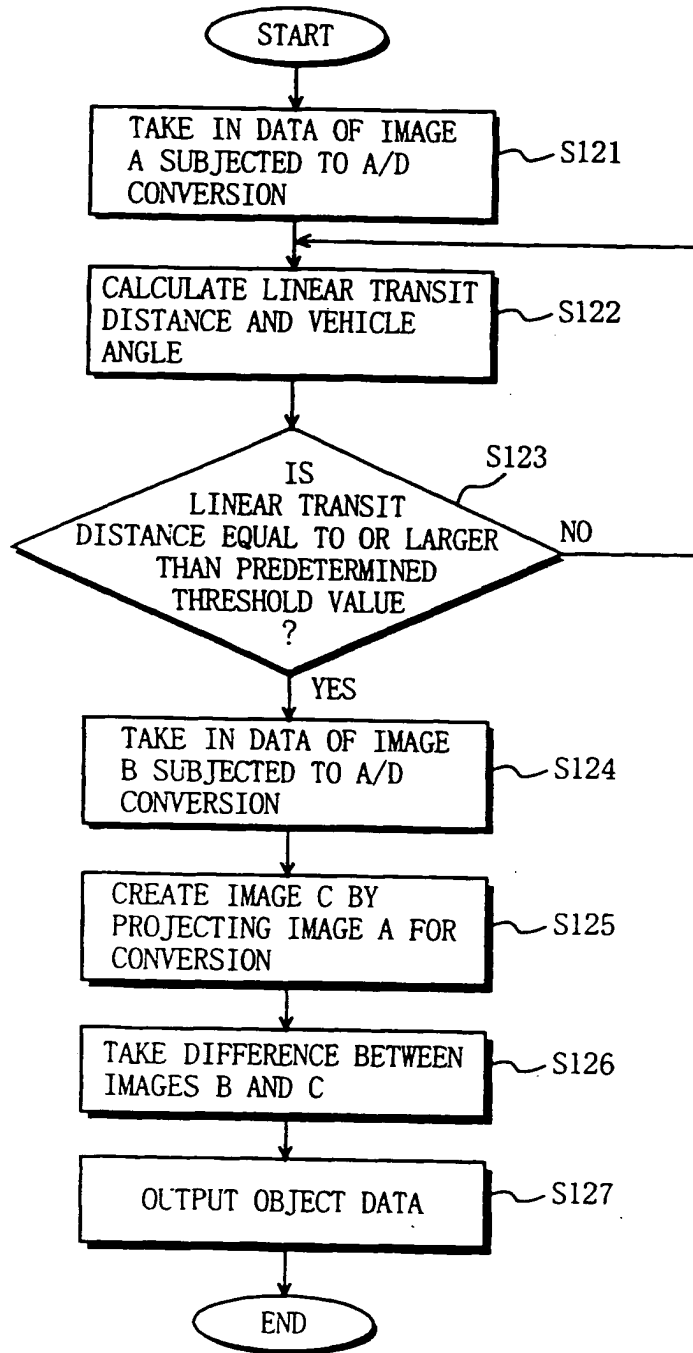 START
TAKE IN DATA OF IMAGE
A SUBJECTED TO A/D
CONVERSION
S121
CALCULATE LINEAR TRANSIT
DISTANCE AND VEHICLE
ANGLE
S122
S123
IS
LINEAR TRANSIT
DISTANCE EQUAL TO OR LARGER
THAN PREDETERMINED
THRESHOLD VALUE
?
NO
YES
TAKE IN DATA OF IMAGE
B SUBJECTED TO A/D
CONVERSION
S124
CREATE IMAGE C BY
PROJECTING IMAGE A FOR
CONVERSION
S125
TAKE DIFFERENCE BETWEEN
IMAGES B AND C
S126
OUTPUT OBJECT DATA
S127
END